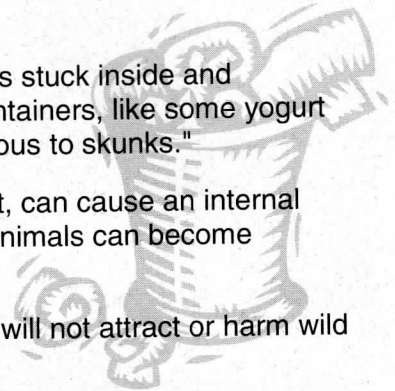 s stuck inside and
ntainers, like some yogurt
ous to skunks."
t, can cause an internal
nimals can become
will not attract or harm wild